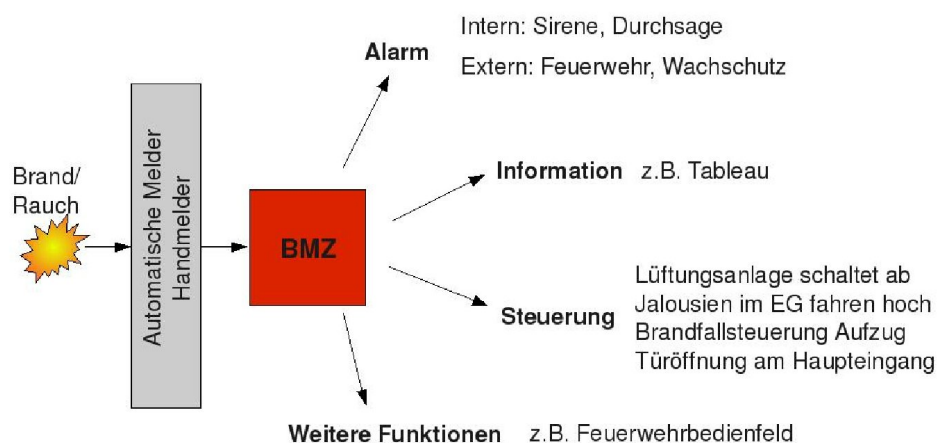 Intern: Sirene, Durchsage
Alarm
Extern: Feuerwehr, Wachschutz
Brand/
Rauch
Automatische Melder
Handmelder
BMZ
Information z.B. Tableau
Steuerung
Lüftungsanlage schaltet ab
Jalousien im EG fahren hoch
Brandfallsteuerung Aufzug
Türöffnung am Haupteingang
Weitere Funktionen z.B. Feuerwehrbedienfeld